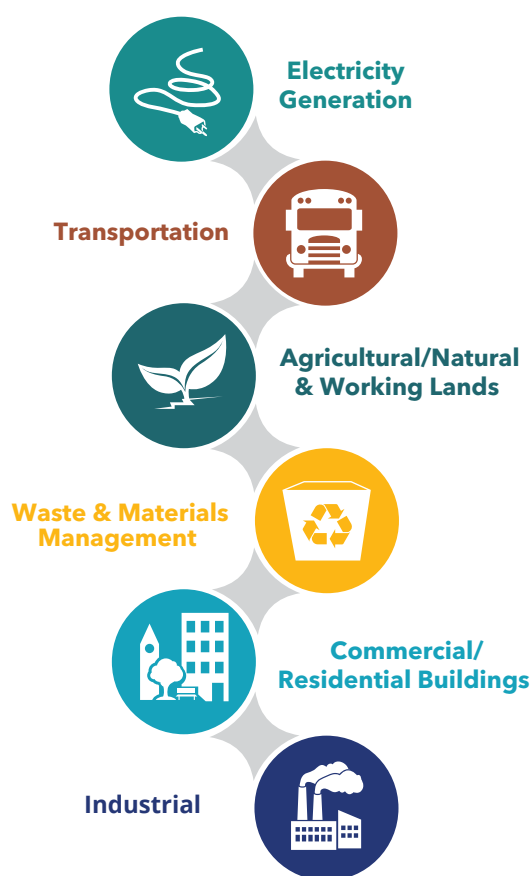 Electricity
Generation
Transportation
Agricultural/Natural
& Working Lands
Waste & Materials
Management
Commercial/
Residential Buildings
Industrial